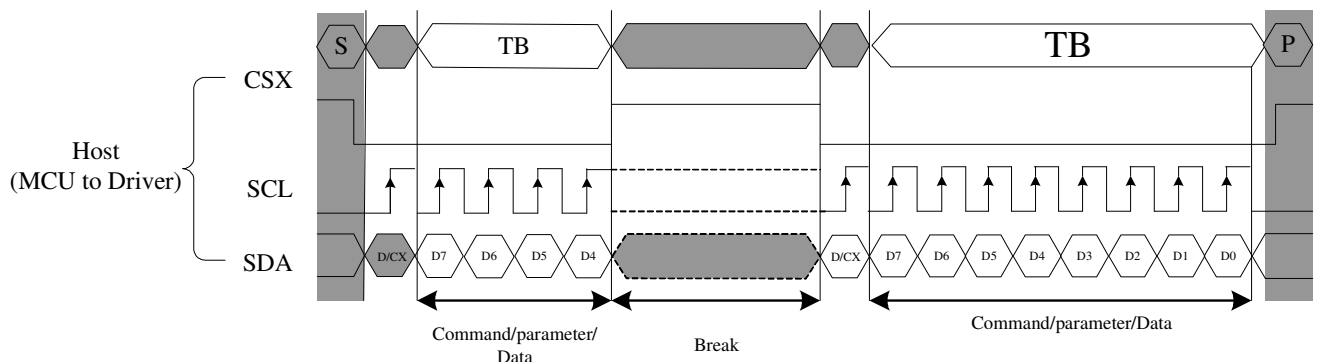 S
TB
TB
P
CSX
Host
(MCU to Driver)
SCL
SDA
D/CX
D7
D6
D5
D4
D/CX
D7
D6
D5
D4
D3
D2
D1
D0
Command/parameter/
Data
Break
Command/parameter/Data